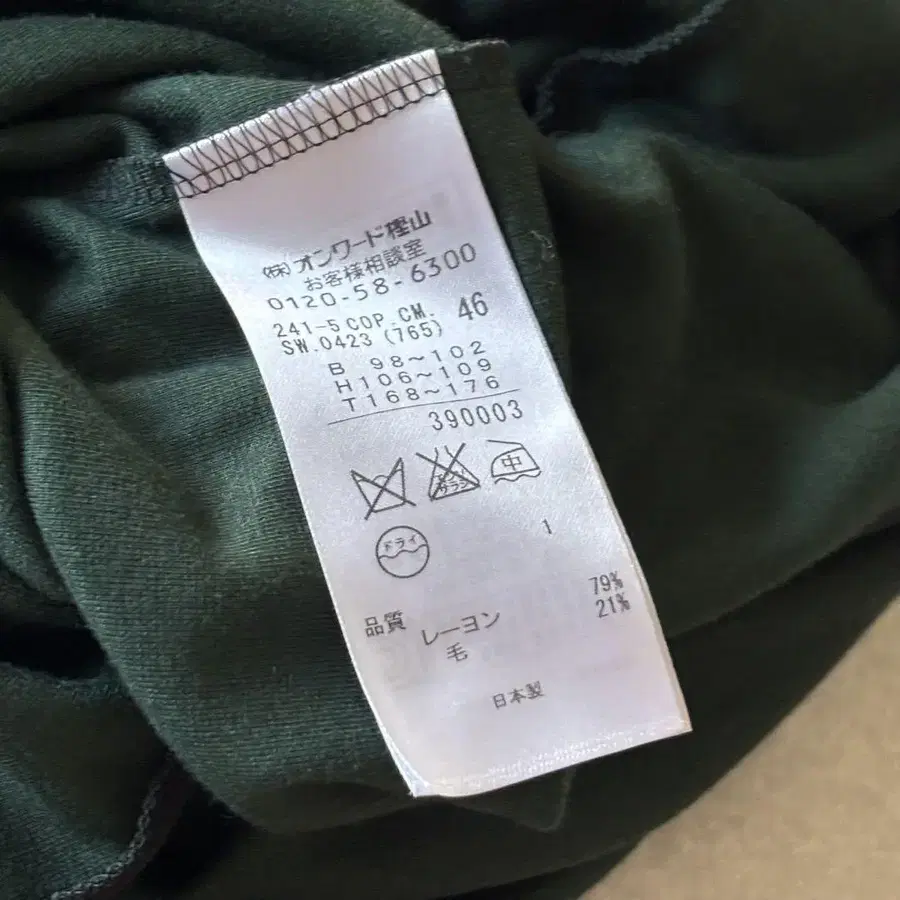 (株)オンワード樫山
お客様相談室
0120-58-6300
241-5 COP.CM. 46
SW.0423 (765)
B 98~102
H106~109
T168~176
390003
中
ドライ
1
品質 レーヨン 79%
毛 21%
日本製